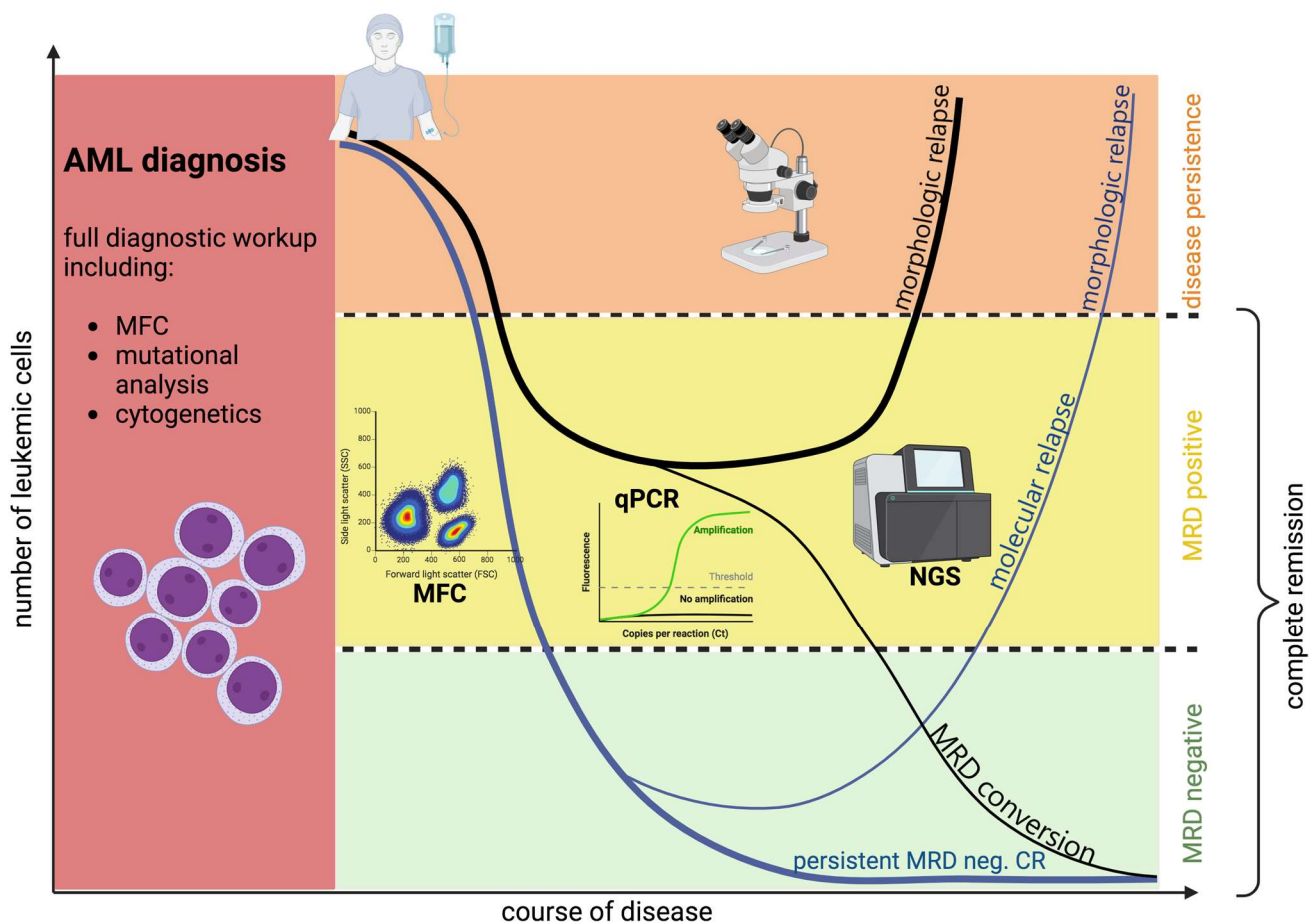 AML diagnosis
full diagnostic workup
including:
• MFC
• mutational
analysis
• cytogenetics
number of leukemic cells
course of disease
morphologic relapse
morphologic relapse
molecular relapse
disease persistence
MRD positive
MRD negative
complete remission
1000
800
600
400
200
0
Side light scatter (SSC)
0
200
400
600
800
1000
Forward light scatter (FSC)
MFC
qPCR
Amplification
Threshold
No amplification
Fluorescence
Copies per reaction (Ct)
NGS
MRD conversion
persistent MRD neg. CR